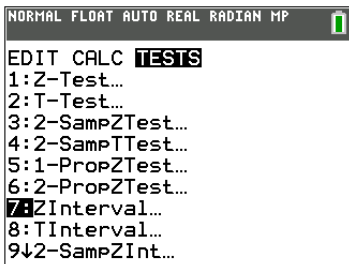 NORMAL FLOAT AUTO REAL RADIAN MP
EDIT CALC TESTS
1:Z-Test…
2:T-Test…
3:2-SampZTest…
4:2-SampTTest…
5:1-PropZTest…
6:2-PropZTest…
7:ZInterval…
8:TInterval…
9↓2-SampZInt…